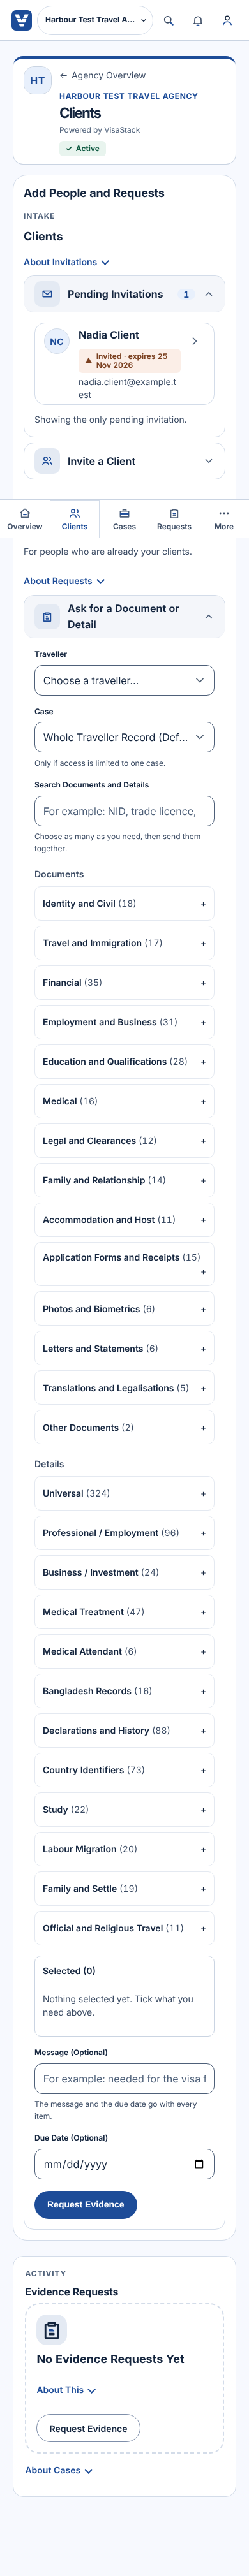 Harbour Test Travel A...
HT
← Agency Overview
HARBOUR TEST TRAVEL AGENCY
Clients
Powered by VisaStack
✓ Active
Add People and Requests
INTAKE
Clients
About Invitations
Pending Invitations 1
NC
Nadia Client
Invited · expires 25
Nov 2026
nadia.client@example.t
est
Showing the only pending invitation.
Invite a Client
Overview Clients Cases Requests More
For people who are already your clients.
About Requests
Ask for a Document or
Detail
Traveller
Choose a traveller...
Case
Whole Traveller Record (Def...
Only if access is limited to one case.
Search Documents and Details
For example: NID, trade licence,
Choose as many as you need, then send them
together.
Documents
Identity and Civil (18) +
Travel and Immigration (17) +
Financial (35) +
Employment and Business (31) +
Education and Qualifications (28) +
Medical (16) +
Legal and Clearances (12) +
Family and Relationship (14) +
Accommodation and Host (11) +
Application Forms and Receipts (15)
+
Photos and Biometrics (6) +
Letters and Statements (6) +
Translations and Legalisations (5) +
Other Documents (2) +
Details
Universal (324) +
Professional / Employment (96) +
Business / Investment (24) +
Medical Treatment (47) +
Medical Attendant (6) +
Bangladesh Records (16) +
Declarations and History (88) +
Country Identifiers (73) +
Study (22) +
Labour Migration (20) +
Family and Settle (19) +
Official and Religious Travel (11) +
Selected (0)
Nothing selected yet. Tick what you
need above.
Message (Optional)
For example: needed for the visa f
The message and the due date go with every
item.
Due Date (Optional)
mm/dd/yyyy
Request Evidence
ACTIVITY
Evidence Requests
No Evidence Requests Yet
About This
Request Evidence
About Cases